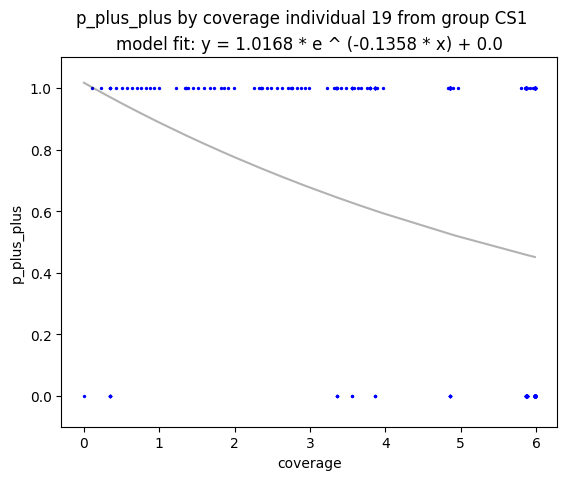 p_plus_plus by coverage individual 19 from group CS1
model fit: y = 1.0168 * e ^ (-0.1358 * x) + 0.0
1.0
0.8
0.6
0.4
0.2
0.0
p_plus_plus
0 1 2 3 4 5 6
coverage